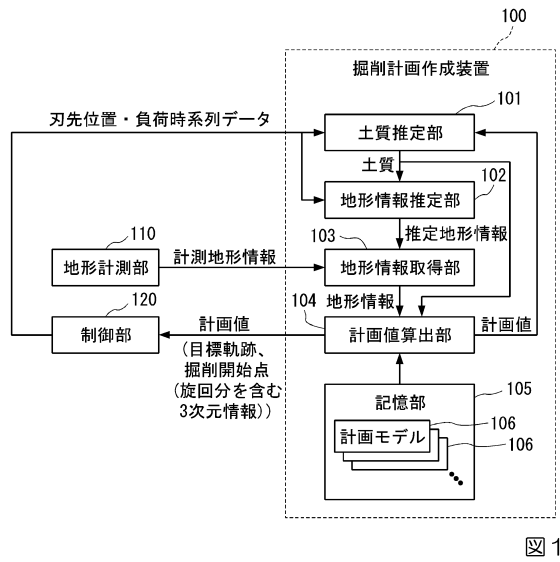 100
掘削計画作成装置
101
刃先位置・負荷時系列データ
土質推定部
土質
102
地形情報推定部
推定地形情報
110
103
計測地形情報
地形計測部
地形情報取得部
地形情報
120
104
計画値
制御部
計画値算出部
計画値
(目標軌跡、
掘削開始点
(旋回分を含む
3次元情報))
105
記憶部
106
計画モデル
106
図1